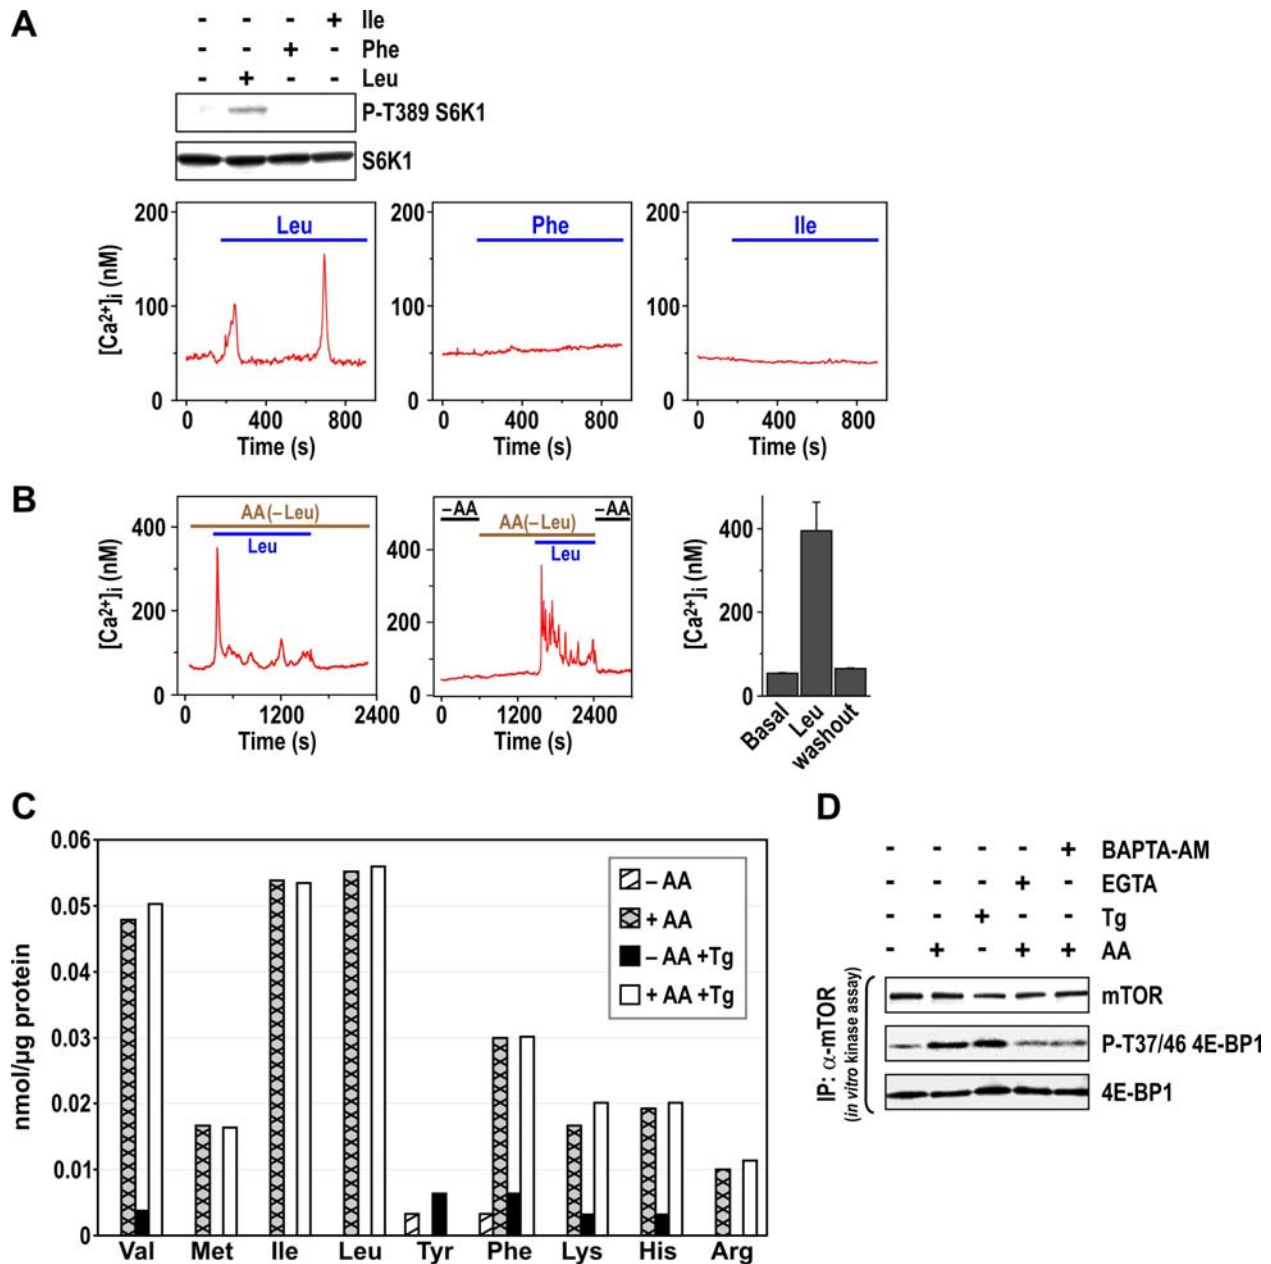 A
- - - + Ile
- - + - Phe
- + - - Leu
P-T389 S6K1
S6K1
200 200 200
Leu Phe Ile
[Ca²⁺]ᵢ (nM)
100 100 100
0 0 0
0 400 800 0 400 800 0 400 800
Time (s) Time (s) Time (s)
B
–AA –AA
AA(–Leu) AA(–Leu)
Leu Leu
[Ca²⁺]ᵢ (nM) [Ca²⁺]ᵢ (nM)
400 400 400
200 200 200
0 0 0
0 1200 2400 0 1200 2400
Time (s) Time (s)
Basal
Leu
washout
C
0.06
0.05
0.04
0.03
0.02
0.01
0
nmol/µg protein
– AA
+ AA
– AA +Tg
+ AA +Tg
Val Met Ile Leu Tyr Phe Lys His Arg
D
- - - - + BAPTA-AM
- - - + - EGTA
- - + - - Tg
- + - + + AA
IP: α-mTOR
(in vitro kinase assay)
mTOR
P-T37/46 4E-BP1
4E-BP1